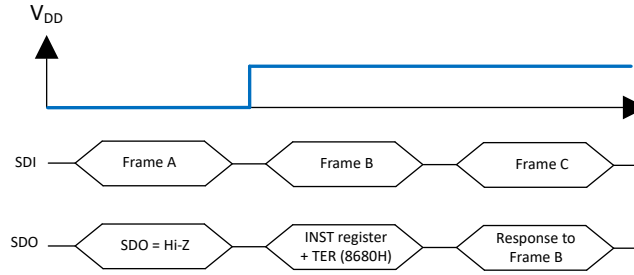 VDD
SDI
Frame A
Frame B
Frame C
SDO
SDO = Hi-Z
INST register
+ TER (8680H)
Response to
Frame B